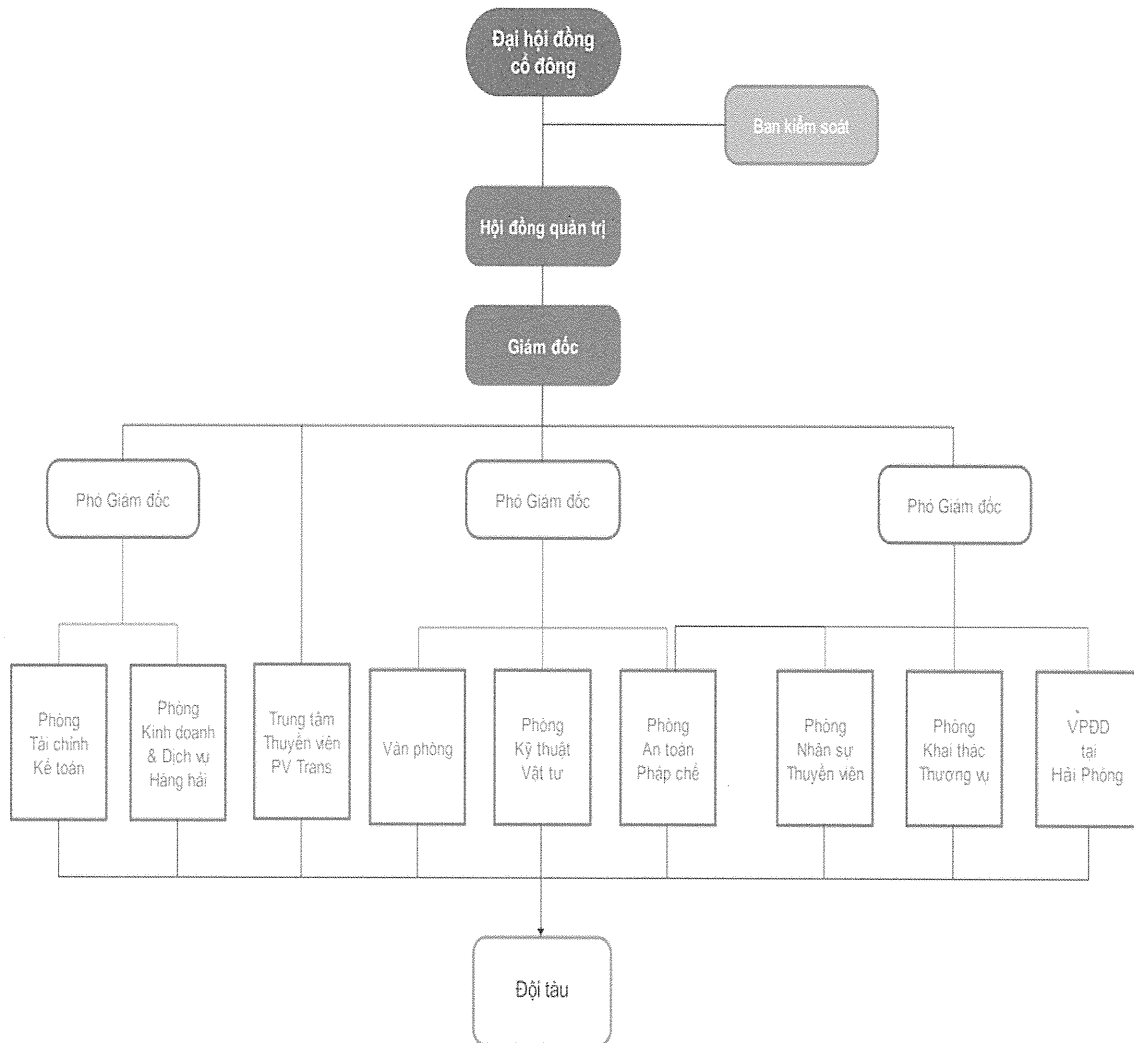 Đại hội đồng
cổ đông
Ban kiểm soát
Hội đồng quản trị
Giám đốc
Phó Giám đốc
Phó Giám đốc
Phó Giám đốc
Phòng
Tài chính
Kế toán
Phòng
Kinh doanh
& Dịch vụ
Hàng hải
Trung tâm
Thuyền viên
PV Trans
Văn phòng
Phòng
Kỹ thuật
Vật tư
Phòng
An toàn
Pháp chế
Phòng
Nhân sự
Thuyền viên
Phòng
Khai thác
Thương vụ
VPĐD
tại
Hải Phòng
Đội tàu